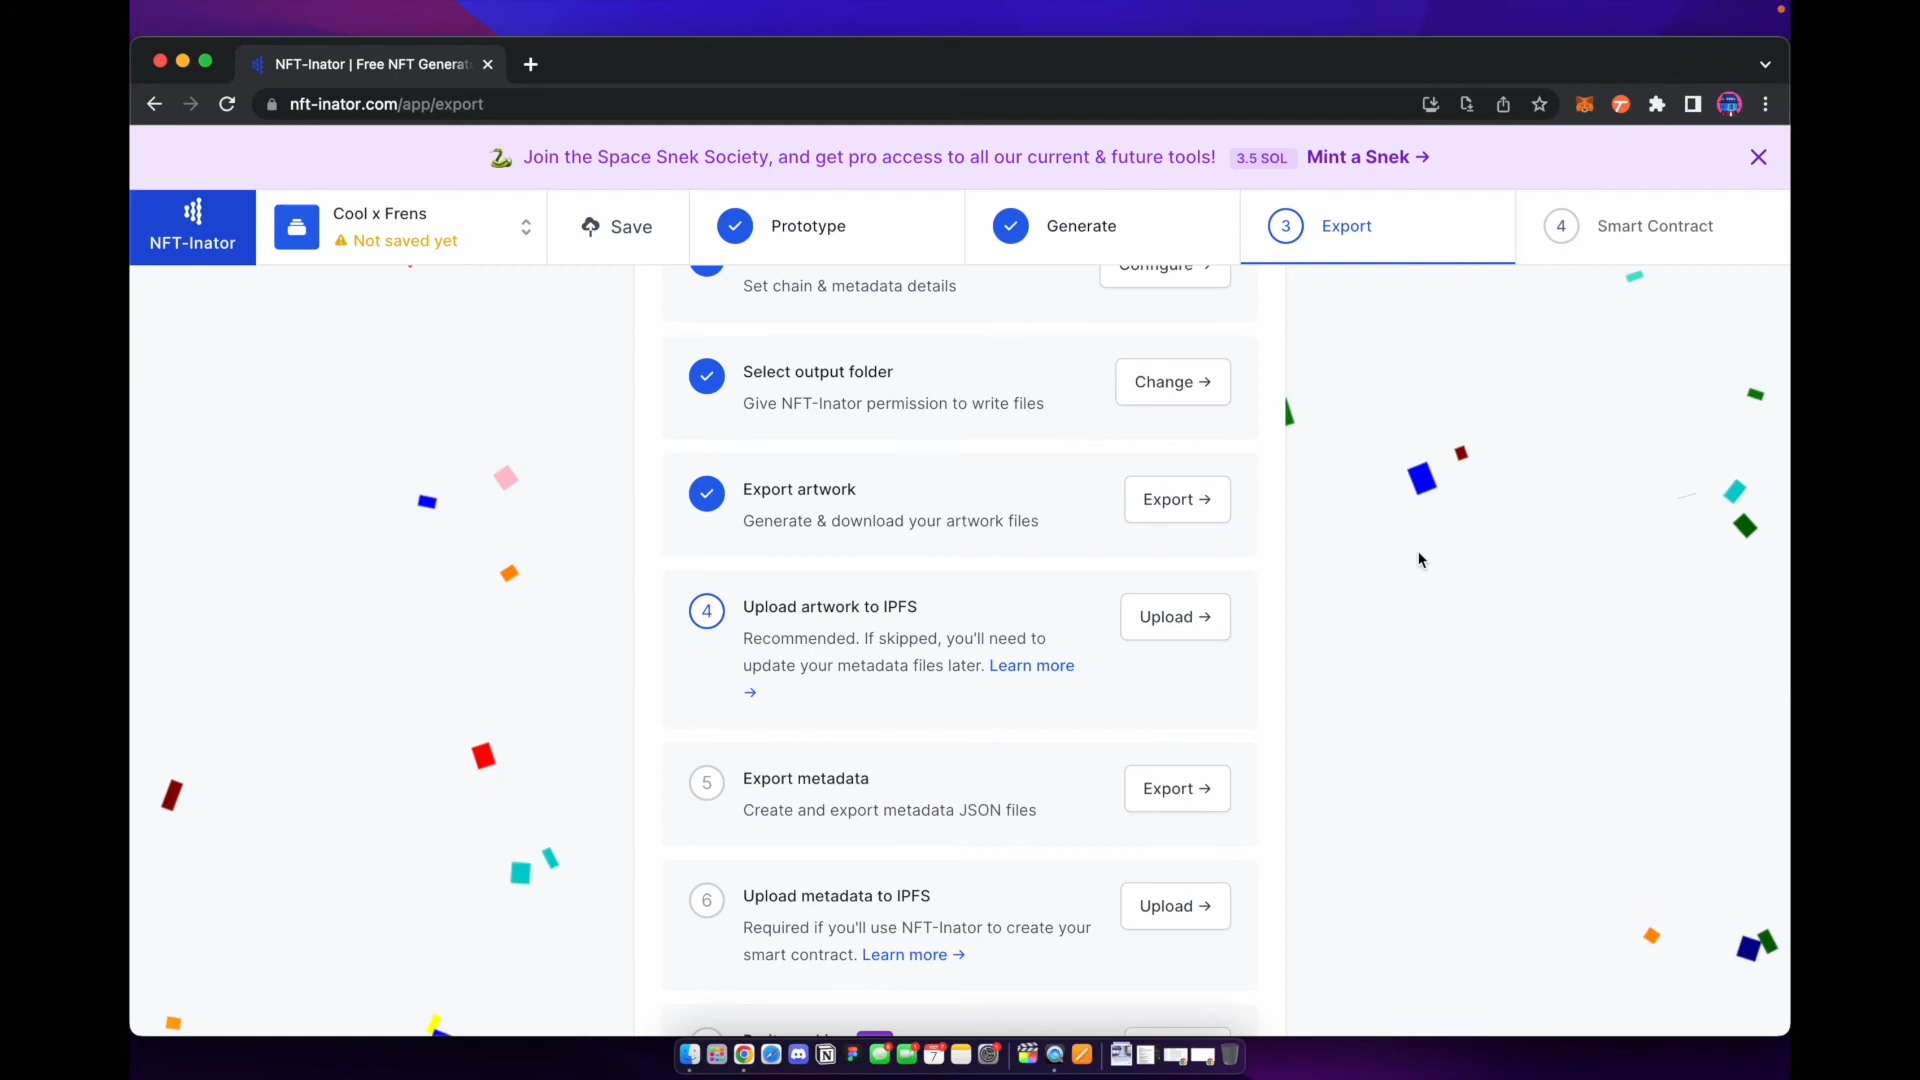 NFT-Inator | Free NFT Generat
nft-inator.com/app/export
Join the Space Snek Society, and get pro access to all our current & future tools! 3.5 SOL Mint a Snek →
NFT-Inator
Cool x Frens
Not saved yet
Save
Prototype
Generate
3 Export
4 Smart Contract
Configure →
Set chain & metadata details
Select output folder
Give NFT-Inator permission to write files
Change →
Export artwork
Generate & download your artwork files
Export →
4 Upload artwork to IPFS
Recommended. If skipped, you'll need to
update your metadata files later. Learn more
→
Upload →
5 Export metadata
Create and export metadata JSON files
Export →
6 Upload metadata to IPFS
Required if you'll use NFT-Inator to create your
smart contract. Learn more →
Upload →
7